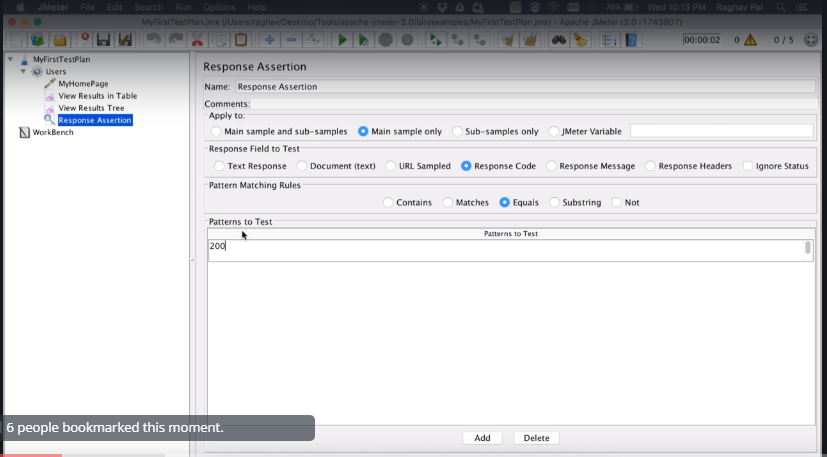 JMeter File Edit Search Run Options Help 78% Wed 10:13 PM Raghav Pal
MyFirstTestPlan.jmx (/Users/raghav/Desktop/Tools/apache-jmeter-3.0/bin/examples/MyFirstTestPlan.jmx) - Apache JMeter (3.0 r1743807)
00:00:02 0 0 / 5
MyFirstTestPlan
Users
MyHomePage
View Results in Table
View Results Tree
Response Assertion
WorkBench
Response Assertion
Name: Response Assertion
Comments:
Apply to:
Main sample and sub-samples Main sample only Sub-samples only JMeter Variable
Response Field to Test
Text Response Document (text) URL Sampled Response Code Response Message Response Headers Ignore Status
Pattern Matching Rules
Contains Matches Equals Substring Not
Patterns to Test
Patterns to Test
200
Add Delete
6 people bookmarked this moment.